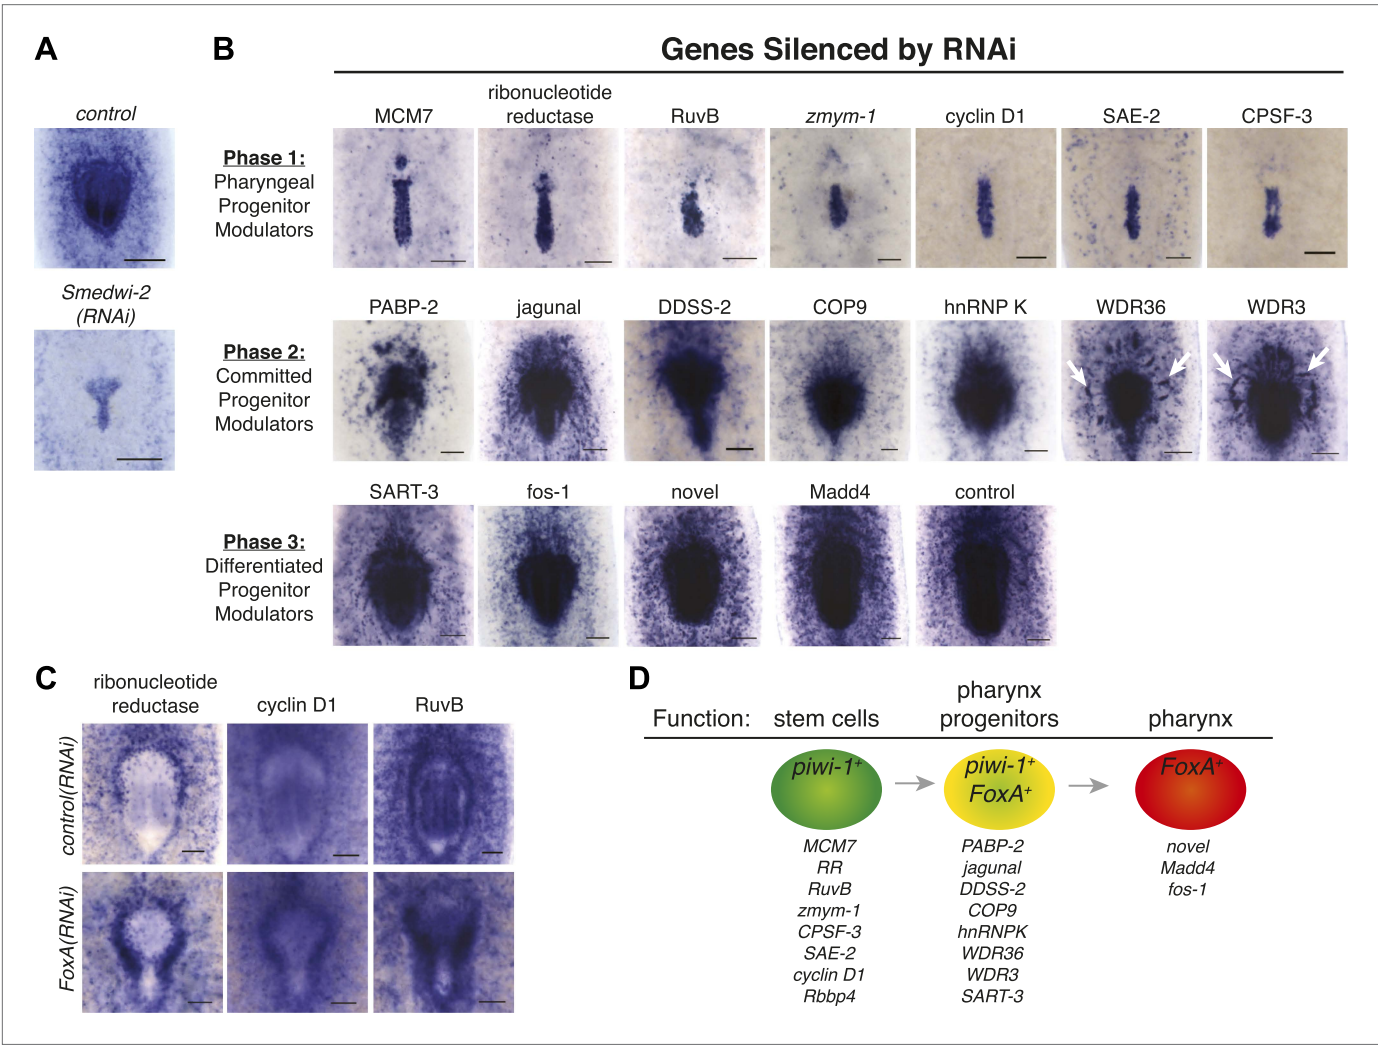 A
B
Genes Silenced by RNAi
control
Smedwi-2
(RNAi)
MCM7
ribonucleotide
reductase
RuvB
zmym-1
cyclin D1
SAE-2
CPSF-3
Phase 1:
Pharyngeal
Progenitor
Modulators
PABP-2
jagunal
DDSS-2
COP9
hnRNP K
WDR36
WDR3
Phase 2:
Committed
Progenitor
Modulators
SART-3
fos-1
novel
Madd4
control
Phase 3:
Differentiated
Progenitor
Modulators
C
ribonucleotide
reductase
cyclin D1
RuvB
control(RNAi)
FoxA(RNAi)
D
Function:
stem cells
pharynx
progenitors
pharynx
piwi-1+
piwi-1+
FoxA+
FoxA+
MCM7
RR
RuvB
zmym-1
CPSF-3
SAE-2
cyclin D1
Rbbp4
PABP-2
jagunal
DDSS-2
COP9
hnRNPK
WDR36
WDR3
SART-3
novel
Madd4
fos-1